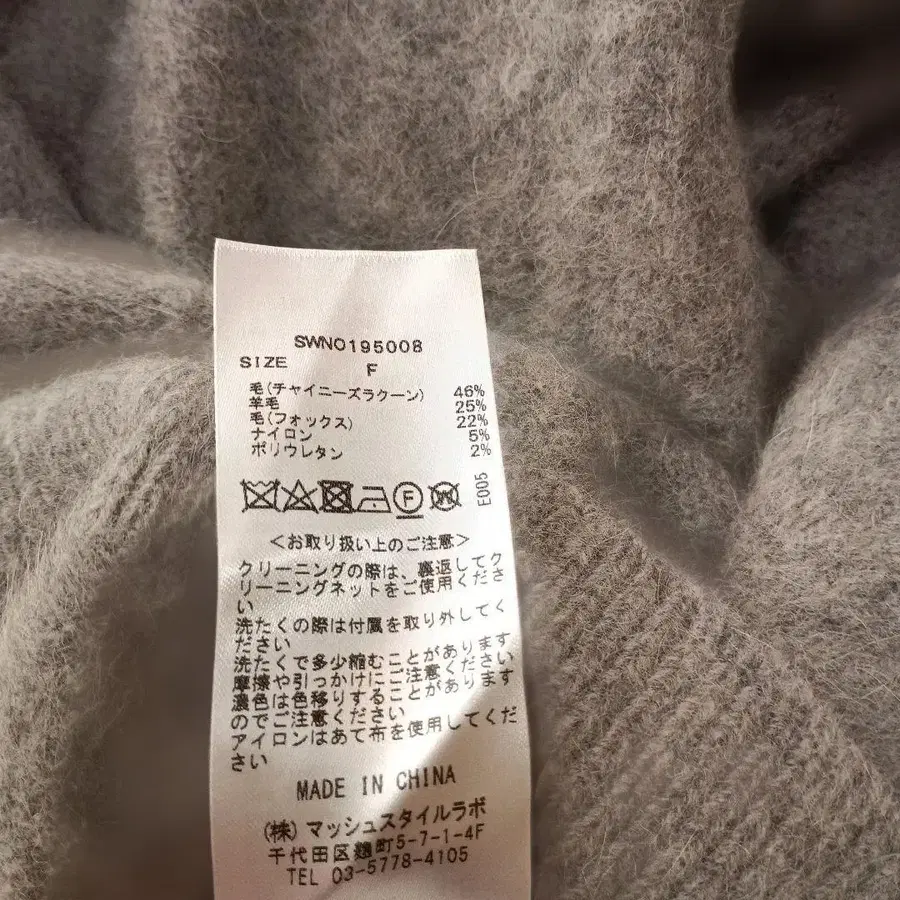 SWNO195008
SIZE F
毛(チャイニーズラクーン) 46%
羊毛 25%
毛(フォックス) 22%
ナイロン 5%
ポリウレタン 2%
F W E005
<お取り扱い上のご注意>
クリーニングの際は、裏返してク
リーニングネットをご使用くださ
い
洗たくの際は付属を取り外してく
ださい
洗たくで多少縮むことがあります
摩擦や引っかけにご注意ください
濃色は色移りすることがあります
のでご注意ください
アイロンはあて布を使用してくだ
さい
MADE IN CHINA
(株)マッシュスタイルラボ
千代田区麹町5-7-1-4F
TEL 03-5778-4105